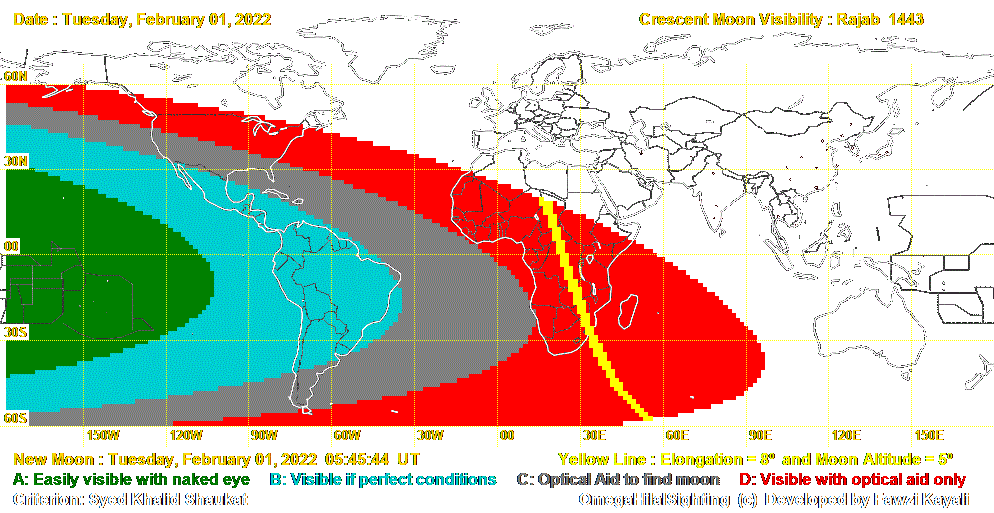 Date : Tuesday, February 01, 2022 Crescent Moon Visibility : Rajab 1443
60N
30N
00
30S
60S
150W 120W 90W 60W 30W 00 30E 60E 90E 120E 150E
New Moon : Tuesday, February 01, 2022 05:45:44 UT Yellow Line : Elongation = 8º and Moon Altitude = 5º
A: Easily visible with naked eye B: Visible if perfect conditions C: Optical Aid to find moon D: Visible with optical aid only
Criterion: Syed Khalid Shaukat OmegaHilalSighting (c) Developed by Fawzi Kayali